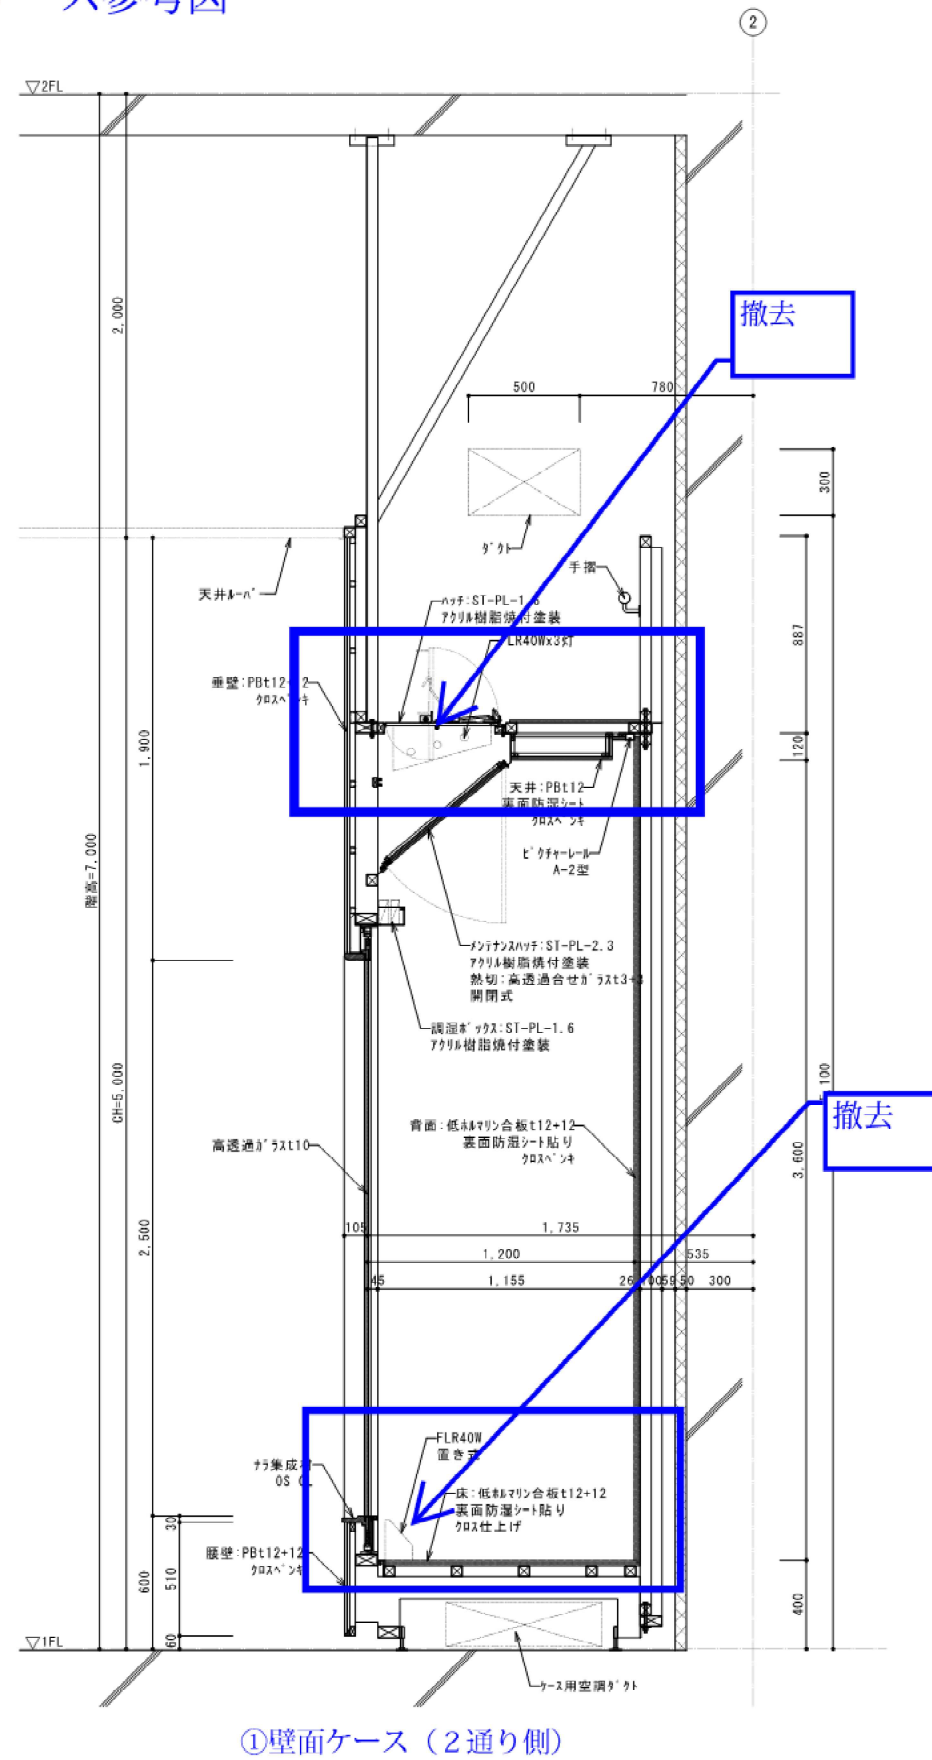 ス参考図
2
▽2FL
撤去
2,000
500
780
300
ダクト
手摺
天井ルーバー
ハッチ:ST-PL-1.6
アクリル樹脂焼付塗装
FLR40Wx3灯
887
垂壁:PBt12+12
クロスペンキ
1,900
120
天井:PBt12
裏面防湿シート
クロスペンキ
ピクチャーレール
A-2型
階高=7,000
メンテナンスハッチ:ST-PL-2.3
アクリル樹脂焼付塗装
熱切:高透過合せガラスt3+3
開閉式
調湿ボックス:ST-PL-1.6
アクリル樹脂焼付塗装
CH=5,000
100
撤去
背面:低ホルマリン合板t12+12
裏面防湿シート貼り
クロスペンキ
高透過ガラスt10
3,600
2,500
105
1,735
1,200
535
45
1,155
26
100
59
50
300
FLR40W
置き式
ナラ集成材
OS CL
床:低ホルマリン合板t12+12
裏面防湿シート貼り
クロス仕上げ
30
腰壁:PBt12+12
クロスペンキ
600
510
400
60
▽1FL
ケース用空調ダクト
①壁面ケース（２通り側）